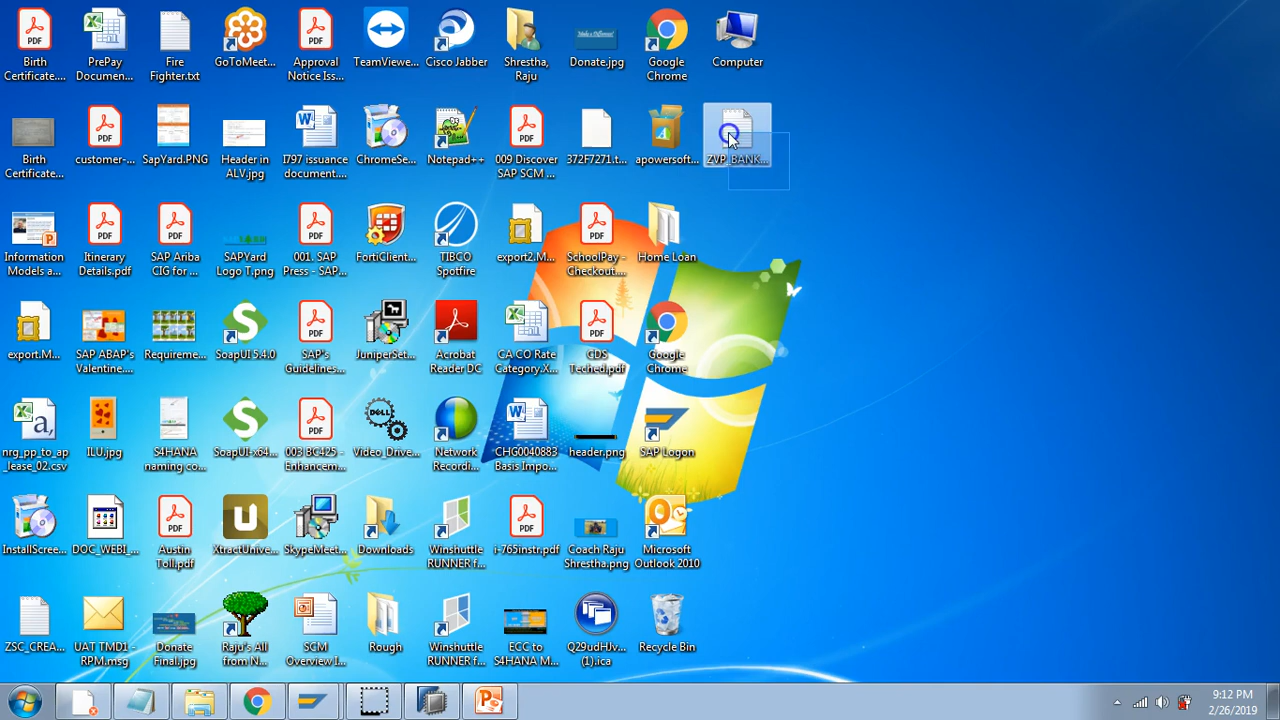 Birth
Certificate....
PrePay
Documen...
Fire
Fighter.txt
GoToMeet...
Approval
Notice Iss...
TeamViewe...
Cisco Jabber
Shrestha,
Raju
Donate.jpg
Google
Chrome
Computer
Birth
Certificate...
customer-...
SapYard.PNG
Header in
ALV.jpg
I797 issuance
document....
ChromeSe...
Notepad++
009 Discover
SAP SCM ...
372F7271.t...
apowersoft...
ZVP_BANK...
Information
Models a...
Itinerary
Details.pdf
SAP Ariba
CIG for ...
SAPYard
Logo T.png
001. SAP
Press - SAP...
FortiClient...
TIBCO
Spotfire
export2.M...
SchoolPay -
Checkout....
Home Loan
export.M...
SAP ABAP's
Valentine....
Requireme...
SoapUI 5.4.0
SAP's
Guidelines...
JuniperSet...
Acrobat
Reader DC
CA CO Rate
Category.X...
GDS
Teched.pdf
Google
Chrome
nrg_pp_to_ap
_lease_02.csv
ILU.jpg
S4HANA
naming co...
SoapUI-x64...
003 BC425 -
Enhancem...
Video_Drive...
Network
Recordi...
CHG0040883
Basis Impo...
header.png
SAP Logon
InstallScree...
DOC_WEBI_...
Austin
Toll.pdf
XtractUnive...
SkypeMeet...
Downloads
Winshuttle
RUNNER f...
i-765instr.pdf
Coach Raju
Shrestha.png
Microsoft
Outlook 2010
ZSC_CREA...
UAT TMD1 -
RPM.msg
Donate
Final.jpg
Raju's All
from N...
SCM
Overview I...
Rough
Winshuttle
RUNNER f...
ECC to
S4HANA M...
Q29udHJv...
(1).ica
Recycle Bin
9:12 PM
2/26/2019